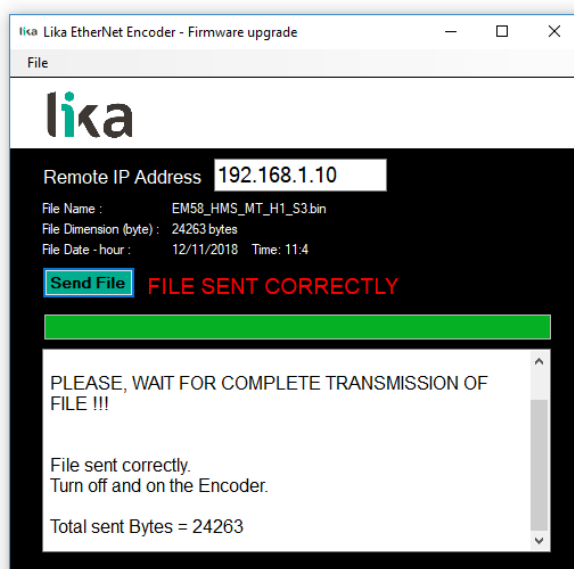 lika Lika EtherNet Encoder - Firmware upgrade
File
lika
Remote IP Address 192.168.1.10
File Name : EM58_HMS_MT_H1_S3.bin
File Dimension (byte) : 24263 bytes
File Date - hour : 12/11/2018 Time: 11:4
Send File FILE SENT CORRECTLY
PLEASE, WAIT FOR COMPLETE TRANSMISSION OF
FILE !!!
File sent correctly.
Turn off and on the Encoder.
Total sent Bytes = 24263